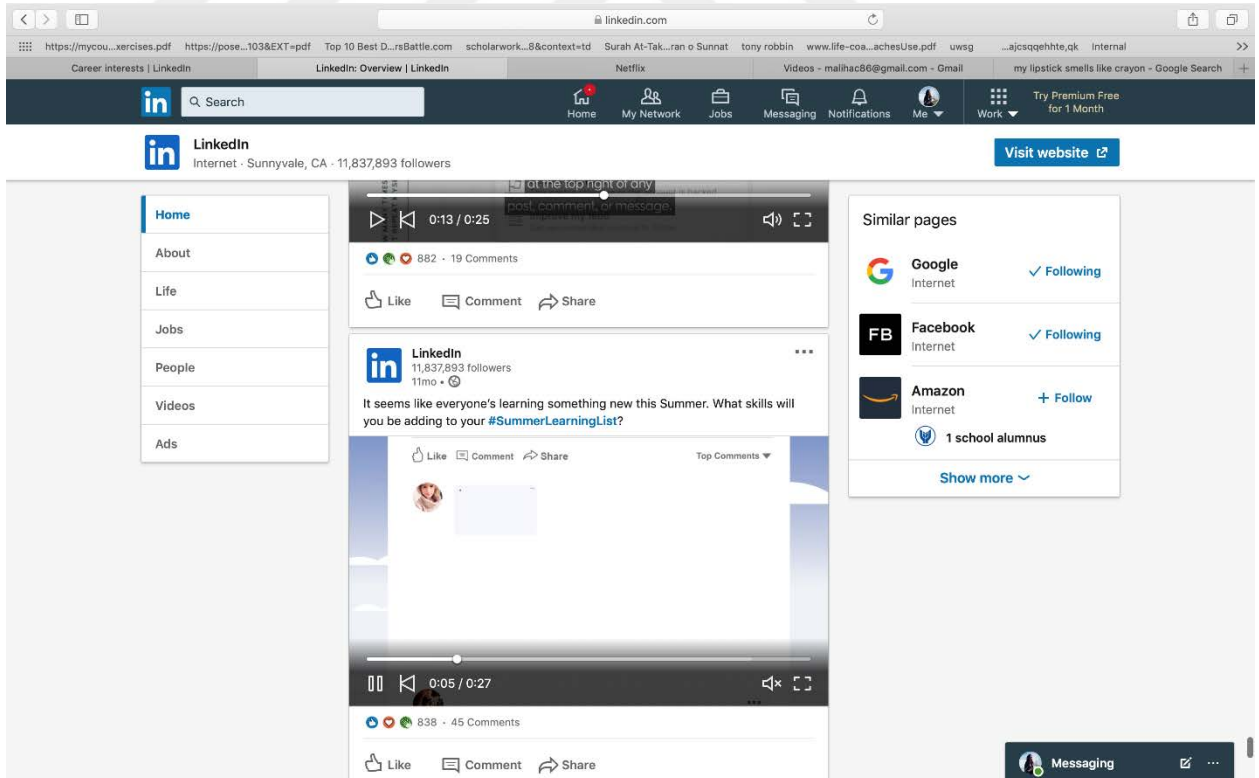 linkedin.com
https://mycou...xercises.pdf https://pose...103&EXT=pdf Top 10 Best D...rsBattle.com scholarwork...8&context=td Surah At-Tak...ran o Sunnat tony robbin www.life-coa...achesUse.pdf uwsg ...ajcsqqehhte,qk Internal >>
Career interests | LinkedIn LinkedIn: Overview | LinkedIn Netflix Videos - malihac86@gmail.com - Gmail my lipstick smells like crayon - Google Search +
in Search Home My Network Jobs Messaging Notifications Me Work Try Premium Free
for 1 Month
in LinkedIn
Internet · Sunnyvale, CA · 11,837,893 followers
Visit website
Home
About
Life
Jobs
People
Videos
Ads
at the top right of any
post, comment, or message.
0:13 / 0:25
882 · 19 Comments
Like Comment Share
in LinkedIn
11,837,893 followers
11mo •
It seems like everyone's learning something new this Summer. What skills will
you be adding to your #SummerLearningList?
Like Comment Share Top Comments
0:05 / 0:27
838 · 45 Comments
Like Comment Share
Similar pages
G Google
Internet
Following
FB Facebook
Internet
Following
Amazon
Internet
+ Follow
1 school alumnus
Show more
Messaging